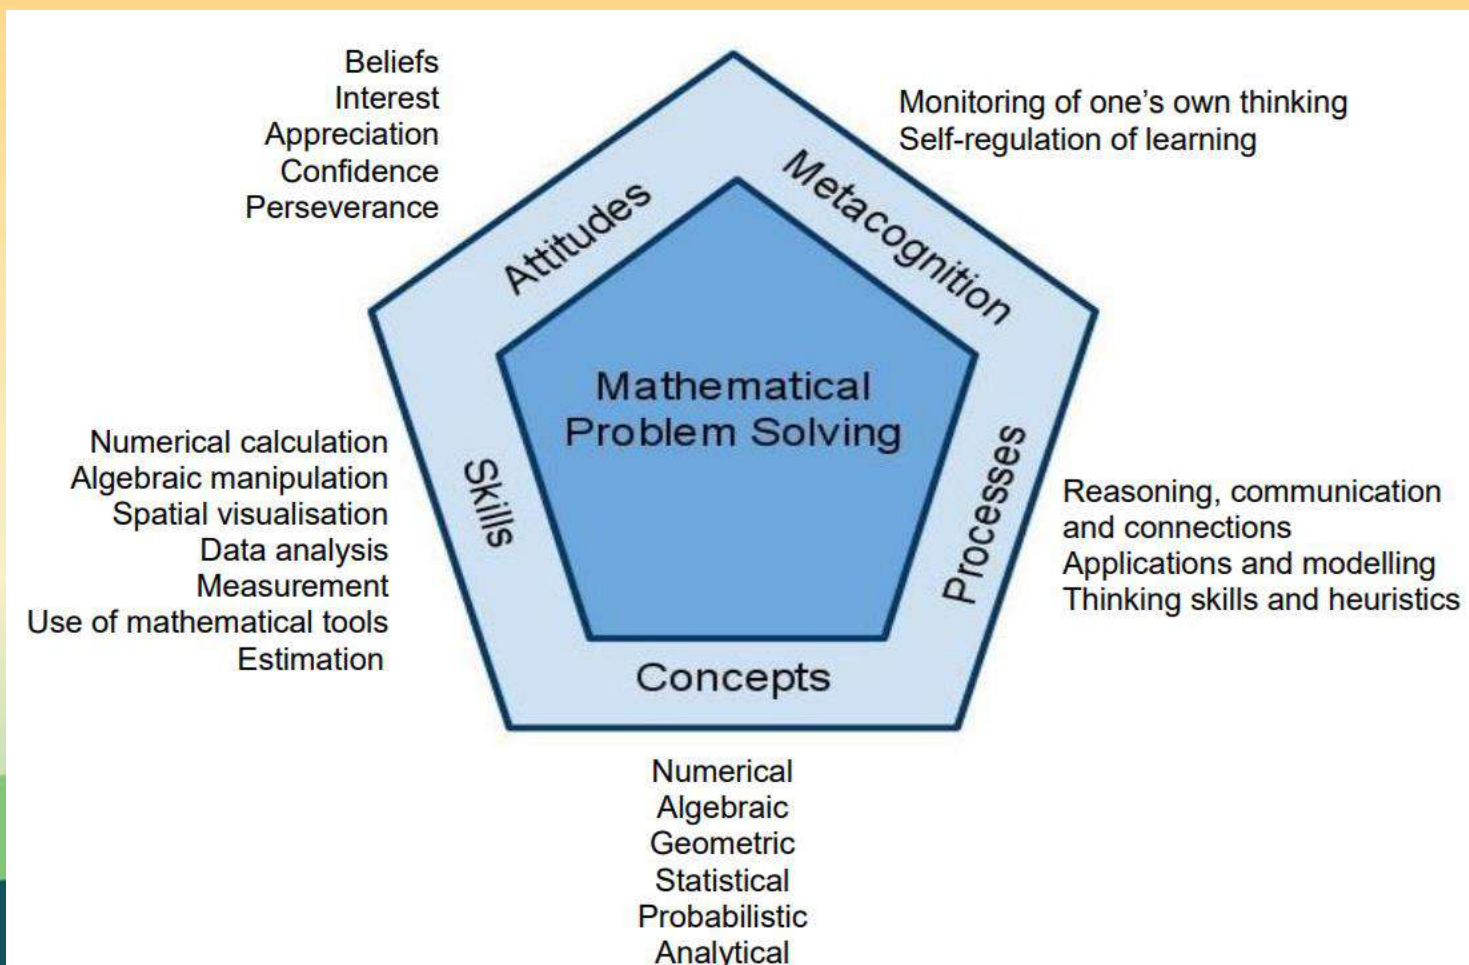 Beliefs
Interest
Appreciation
Confidence
Perseverance
Monitoring of one's own thinking
Self-regulation of learning
Attitudes
Metacognition
Mathematical
Problem Solving
Numerical calculation
Algebraic manipulation
Spatial visualisation
Data analysis
Measurement
Use of mathematical tools
Estimation
Skills
Processes
Reasoning, communication
and connections
Applications and modelling
Thinking skills and heuristics
Concepts
Numerical
Algebraic
Geometric
Statistical
Probabilistic
Analytical